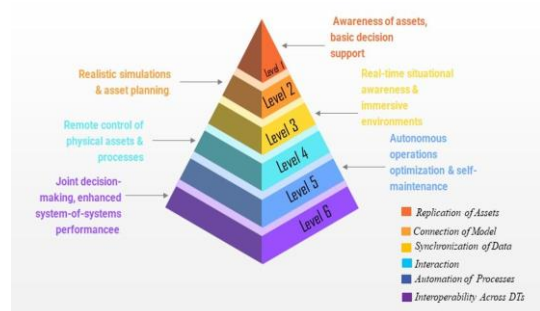 Awareness of assets,
basic decision
support
Level 1
Realistic simulations
& asset planning
Level 2
Real-time situational
awareness &
immersive
environments
Level 3
Remote control of
physical assets &
processes
Level 4
Autonomous
operations
optimization & self-
maintenance
Level 5
Joint decision-
making, enhanced
system-of-systems
performancee
Level 6
Replication of Assets
Connection of Model
Synchronization of Data
Interaction
Automation of Processes
Interoperability Across DTs